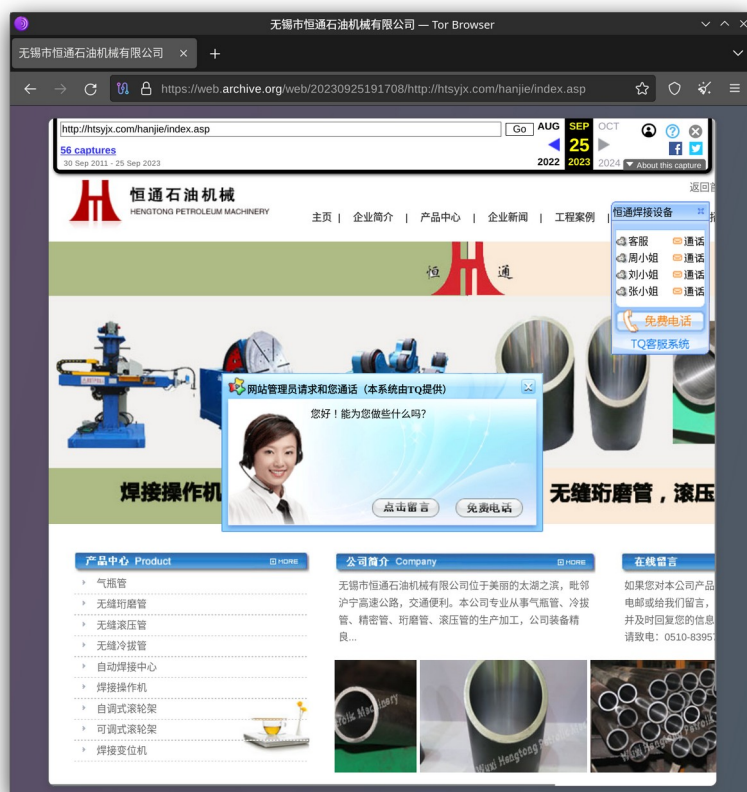 无锡市恒通石油机械有限公司 — Tor Browser
无锡市恒通石油机械有限公司
https://web.archive.org/web/20230925191708/http://htsyjx.com/hanjie/index.asp
http://htsyjx.com/hanjie/index.asp
Go
AUG SEP OCT
56 captures
25
30 Sep 2011 - 25 Sep 2023
2022 2023 2024
About this capture
返回首
恒通石油机械
HENGTONG PETROLEUM MACHINERY
主页 | 企业简介 | 产品中心 | 企业新闻 | 工程案例 |
恒通焊接设备
客服 通话
周小姐 通话
刘小姐 通话
张小姐 通话
免费电话
TQ客服系统
恒 通
网站管理员请求和您通话（本系统由TQ提供）
您好！能为您做些什么吗?
点击留言 免费电话
焊接操作机
无缝珩磨管，滚压
产品中心 Product MORE
气瓶管
无缝珩磨管
无缝滚压管
无缝冷拔管
自动焊接中心
焊接操作机
自调式滚轮架
可调式滚轮架
焊接变位机
公司简介 Company MORE
无锡市恒通石油机械有限公司位于美丽的太湖之滨，毗邻
沪宁高速公路，交通便利。本公司专业从事气瓶管、冷拔
管、精密管、珩磨管、滚压管的生产加工，公司装备精
良...
在线留言
如果您对本公司产品
电邮或给我们留言，
并及时回复您的信息
请致电：0510-8395
Wuxi Hengtong
Wuxi Hengtong